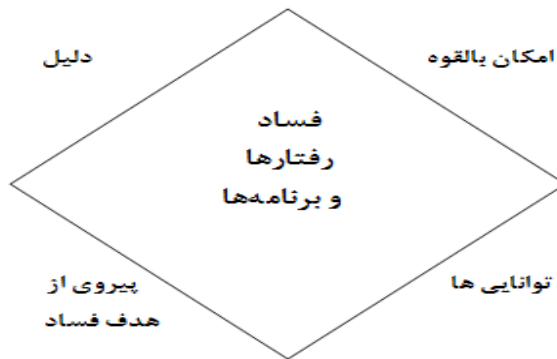 امکان بالقوه
دلیل
فساد
رفتارها
و برنامه‌ها
توانایی ها
پیروی از
هدف فساد